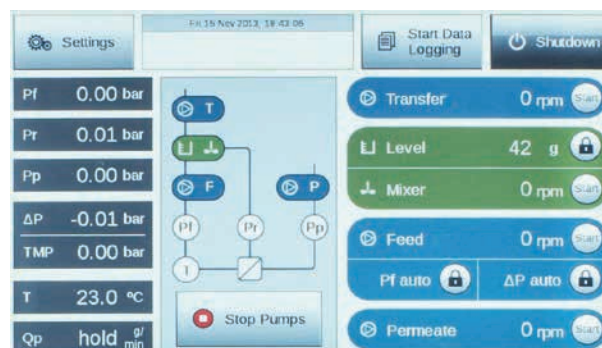 Settings
Fri 15 Nov 2013, 18:43:06
Start Data
Logging
Shutdown
Pf 0.00 bar
Pr 0.01 bar
Pp 0.00 bar
ΔP -0.01 bar
TMP 0.00 bar
T 23.0 °C
Qp hold g/min
T
F
P
Pf
Pr
Pp
T
Stop Pumps
Transfer 0 rpm Start
Level 42 g
Mixer 0 rpm Start
Feed 0 rpm Start
Pf auto ΔP auto
Permeate 0 rpm Start